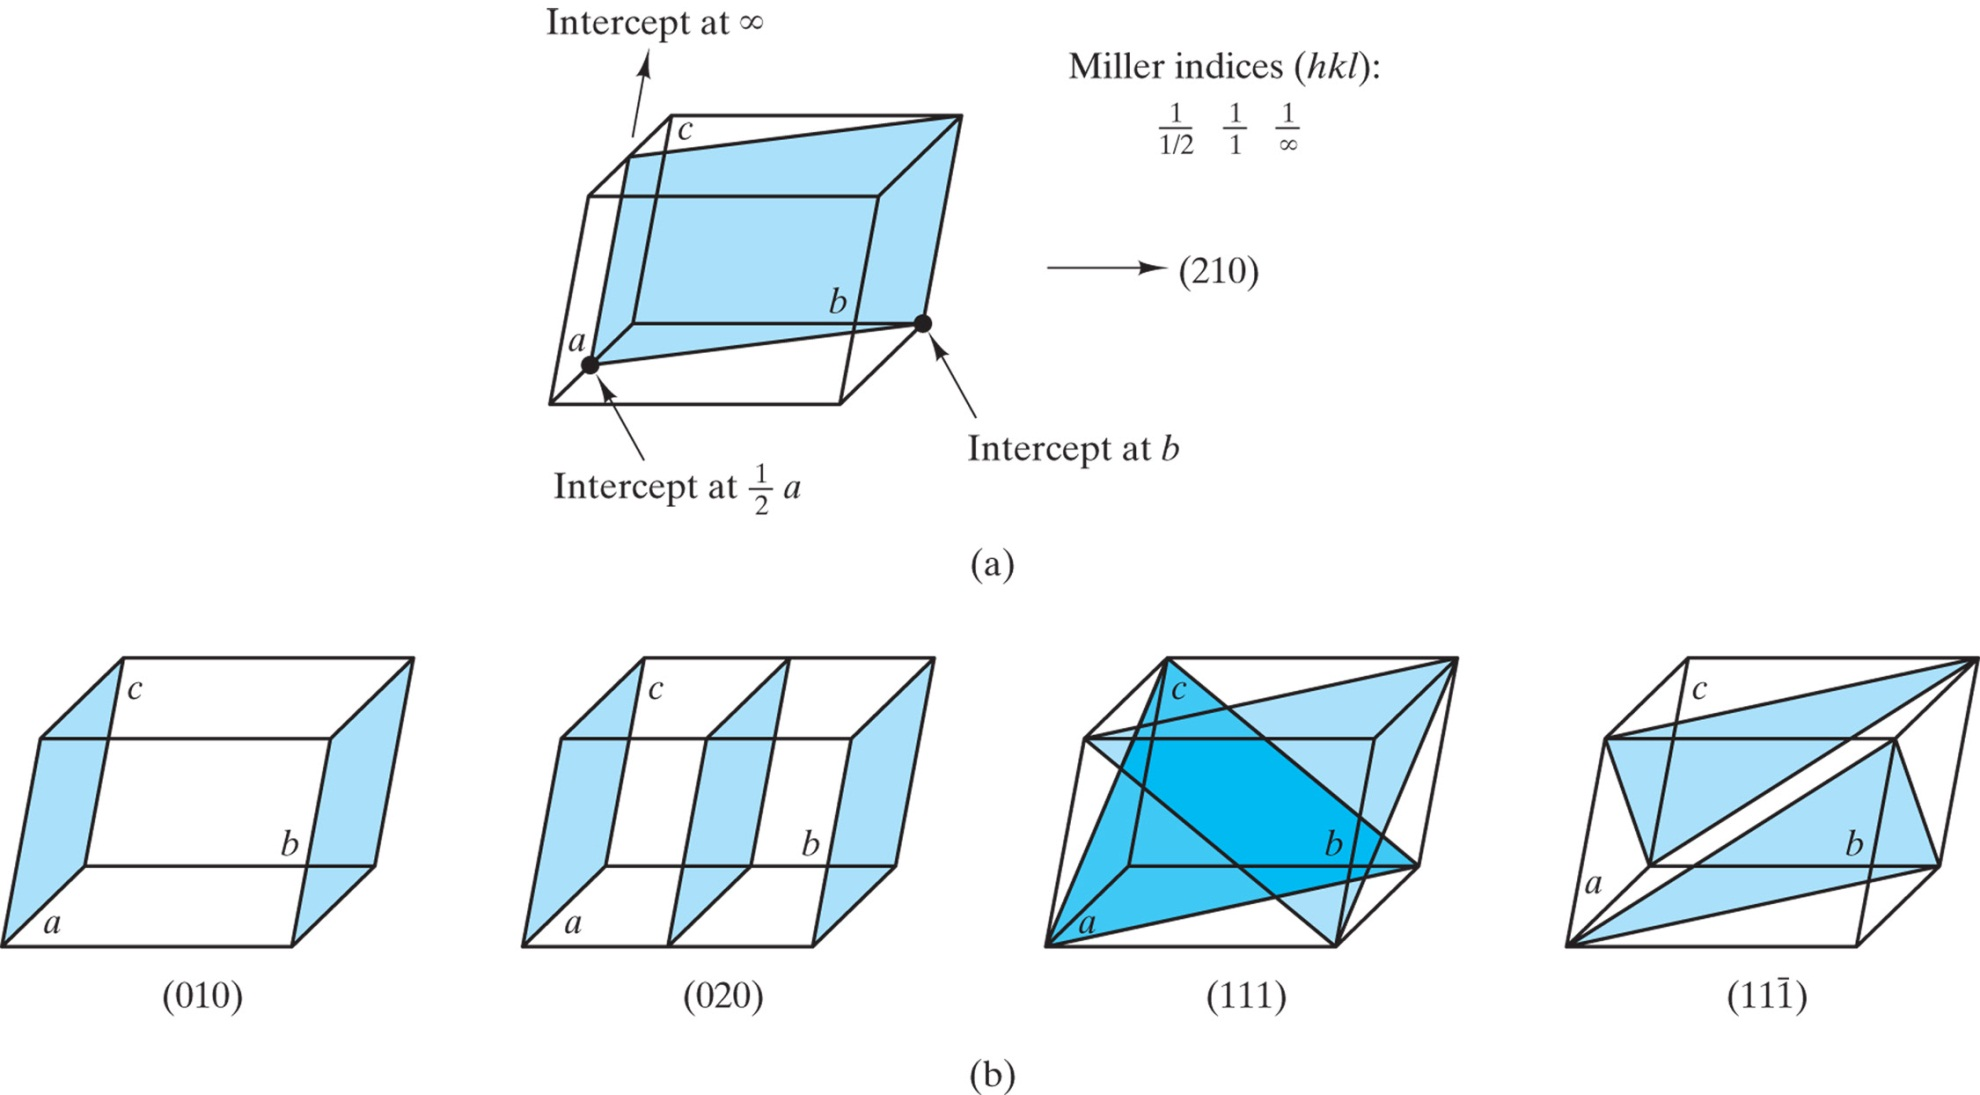 Intercept at ∞
Miller indices (hkl):
1/1/2 1/1 1/∞
c
(210)
b
a
Intercept at b
Intercept at 1/2 a
(a)
c b a
c b a
c b a
c b a
(010) (020) (111) (111̄)
(b)